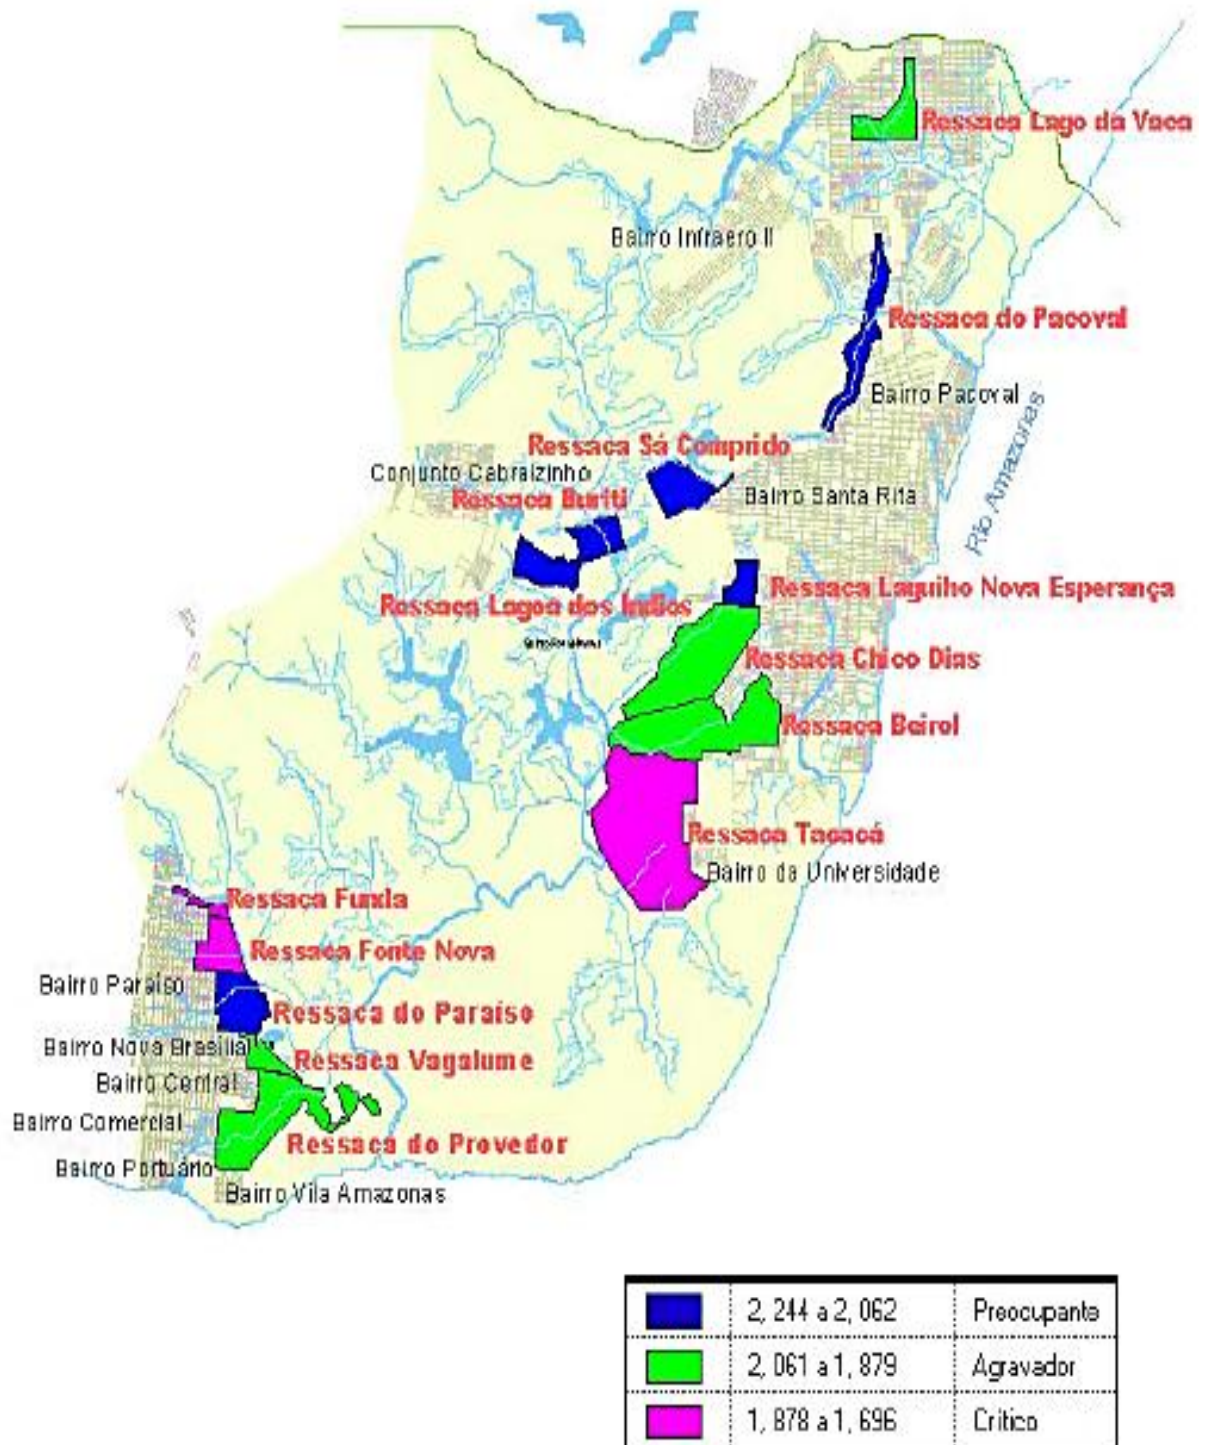 Ressaca Lago da Vaca
Bairro Infraero II
Ressaca do Pacoval
Bairro Pacoval
Rio Amazonas
Ressaca Sá Comprido
Conjunto Cabralzinho
Ressaca Buriti
Bairro Santa Rita
Ressaca Laguiho Nova Esperança
Ressaca Lagoa dos Índios
Ressaca Chico Dias
Ressaca Beirol
Ressaca Tacacá
Bairro da Universidade
Ressaca Funxla
Ressaca Fonte Nova
Bairro Paraíso
Ressaca do Paraíso
Bairro Nova Brasília
Ressaca Vagalume
Bairro Central
Bairro Comercial
Ressaca do Provedor
Bairro Portuário
Bairro Vila Amazonas
2, 244 a 2, 062 Preocupante
2, 061 a 1, 879 Agravador
1, 878 a 1, 696 Crítico